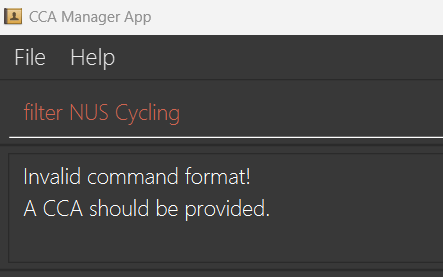 CCA Manager App
File Help
filter NUS Cycling
Invalid command format!
A CCA should be provided.